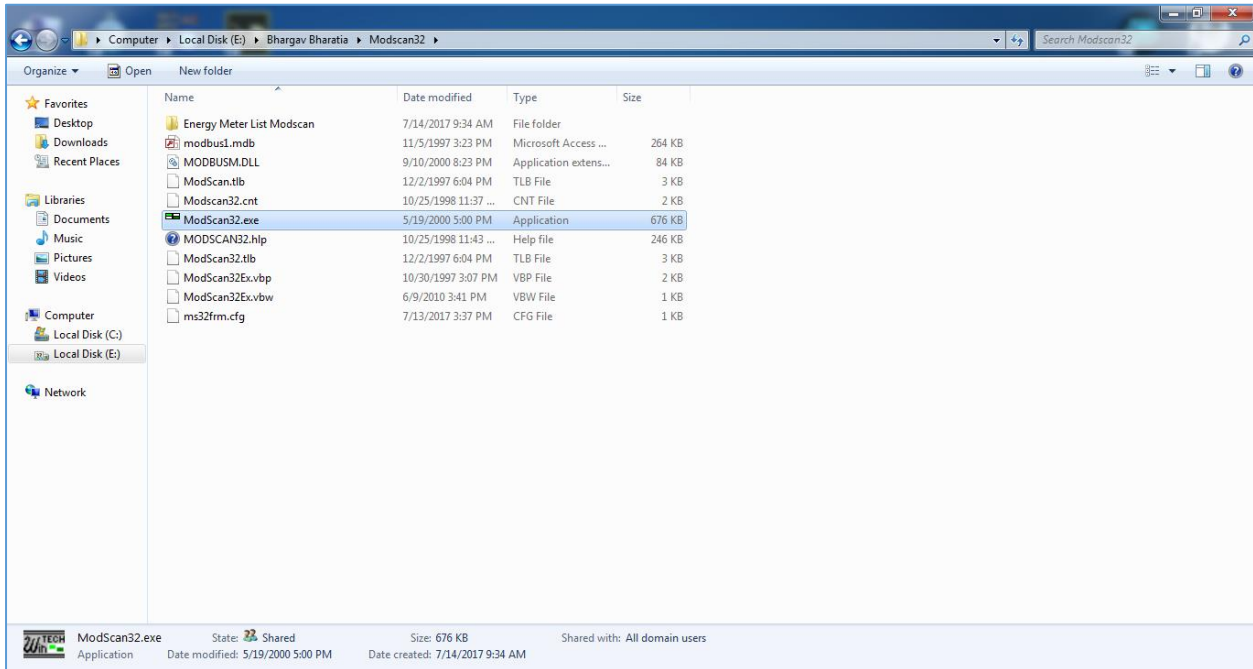 Computer ▸ Local Disk (E:) ▸ Bhargav Bharatia ▸ Modscan32 ▸
Search Modscan32
Organize Open New folder
Favorites
Desktop
Downloads
Recent Places
Libraries
Documents
Music
Pictures
Videos
Computer
Local Disk (C:)
Local Disk (E:)
Network
Name Date modified Type Size
Energy Meter List Modscan 7/14/2017 9:34 AM File folder
modbus1.mdb 11/5/1997 3:23 PM Microsoft Access ... 264 KB
MODBUSM.DLL 9/10/2000 8:23 PM Application extens... 84 KB
ModScan.tlb 12/2/1997 6:04 PM TLB File 3 KB
Modscan32.cnt 10/25/1998 11:37 ... CNT File 2 KB
ModScan32.exe 5/19/2000 5:00 PM Application 676 KB
MODSCAN32.hlp 10/25/1998 11:43 ... Help file 246 KB
ModScan32.tlb 12/2/1997 6:04 PM TLB File 3 KB
ModScan32Ex.vbp 10/30/1997 3:07 PM VBP File 2 KB
ModScan32Ex.vbw 6/9/2010 3:41 PM VBW File 1 KB
ms32frm.cfg 7/13/2017 3:37 PM CFG File 1 KB
WinTECH
ModScan32.exe State: Shared Size: 676 KB Shared with: All domain users
Application Date modified: 5/19/2000 5:00 PM Date created: 7/14/2017 9:34 AM